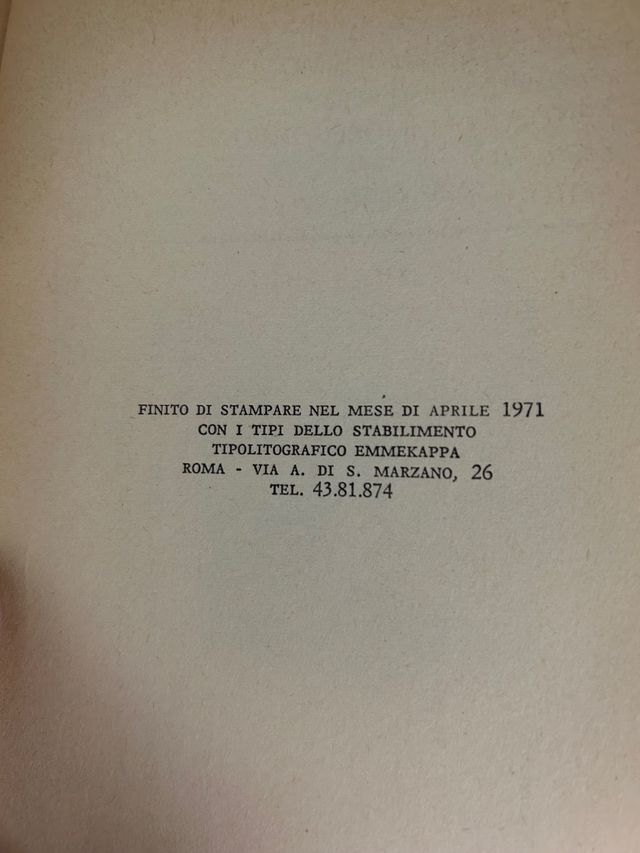 FINITO DI STAMPARE NEL MESE DI APRILE 1971
CON I TIPI DELLO STABILIMENTO
TIPOLITOGRAFICO EMMEKAPPA
ROMA - VIA A. DI S. MARZANO, 26
TEL. 43.81.874